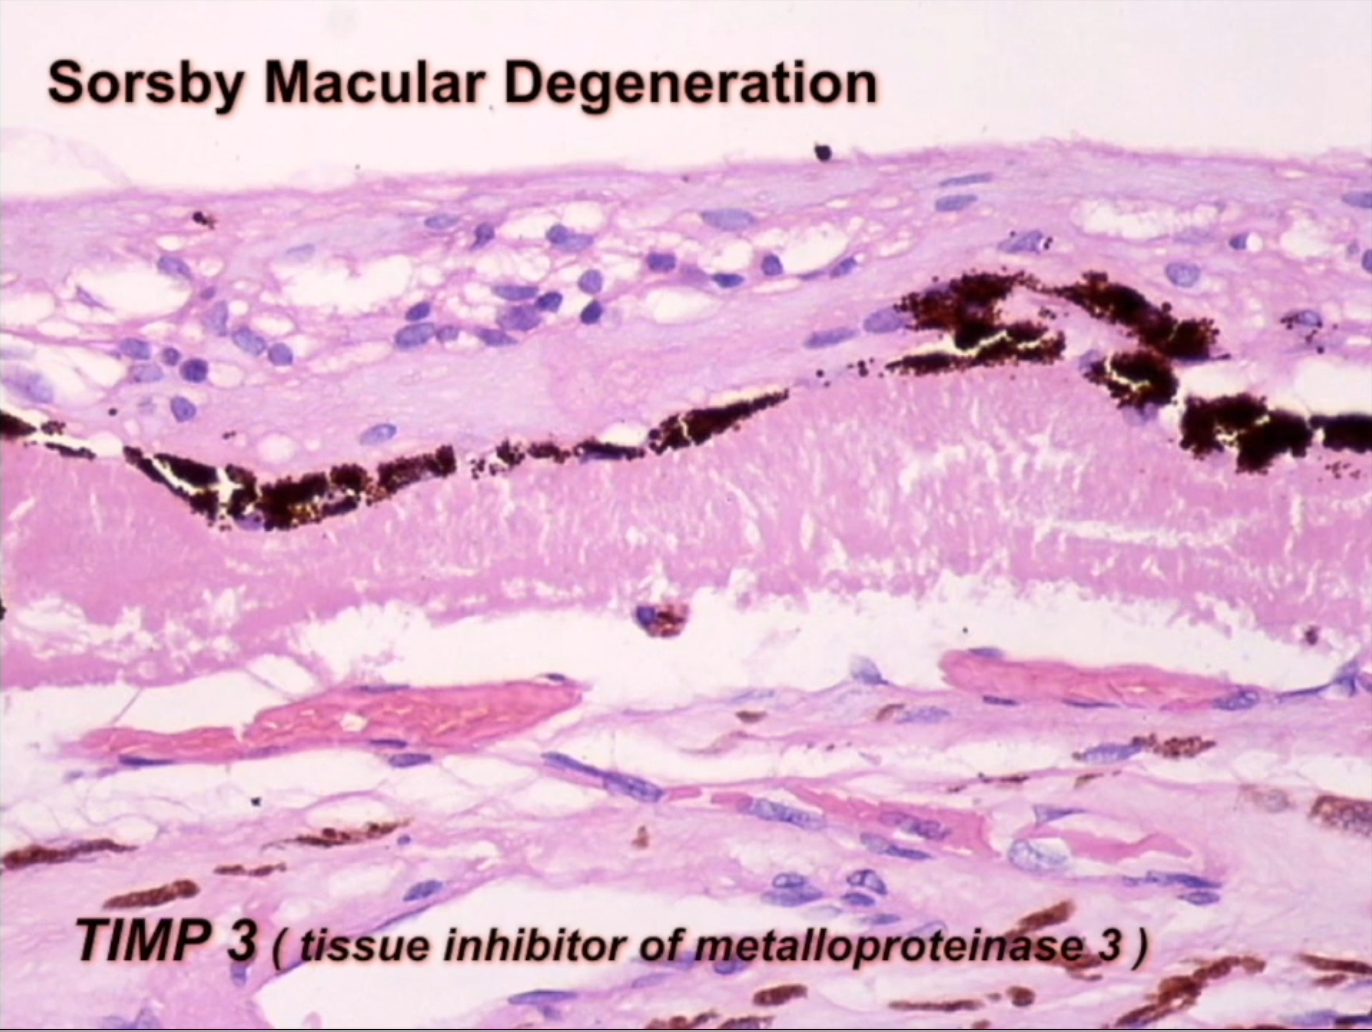 Sorsby Macular Degeneration
TIMP 3 ( tissue inhibitor of metalloproteinase 3 )